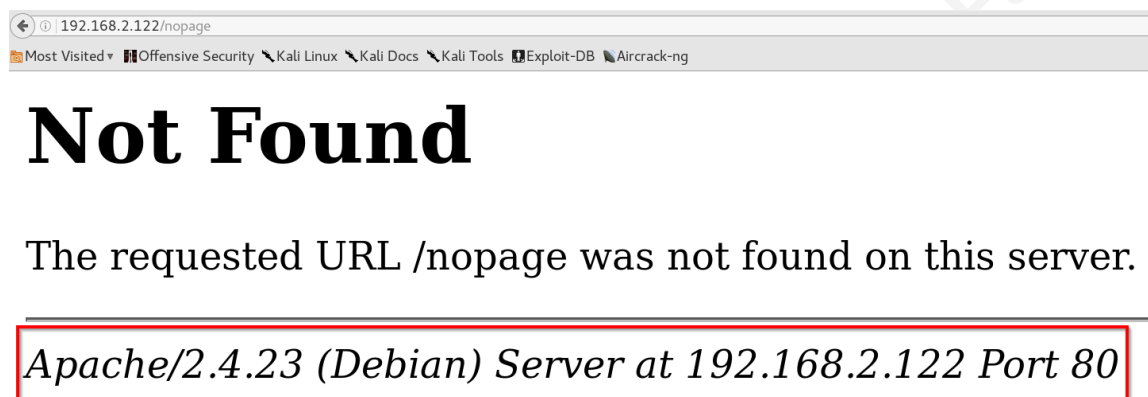 192.168.2.122/nopage
Most Visited Offensive Security Kali Linux Kali Docs Kali Tools Exploit-DB Aircrack-ng
Not Found
The requested URL /nopage was not found on this server.
Apache/2.4.23 (Debian) Server at 192.168.2.122 Port 80